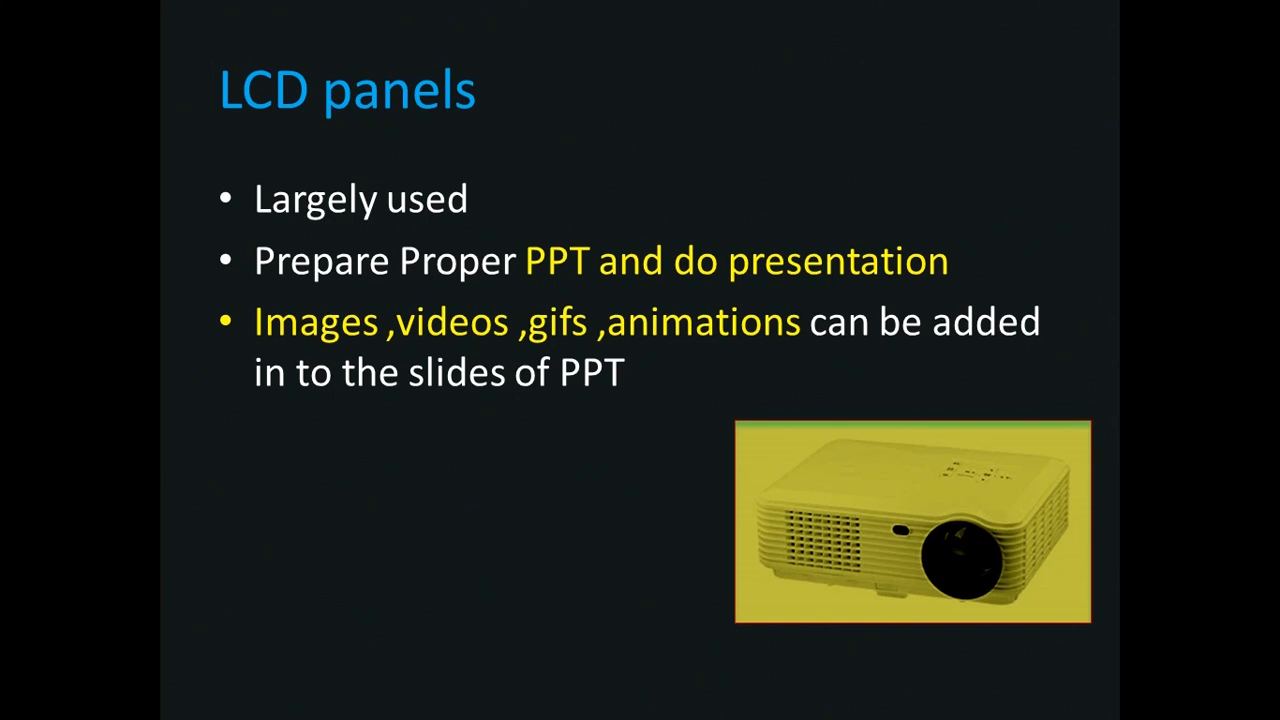 LCD panels
• Largely used
• Prepare Proper PPT and do presentation
• Images ,videos ,gifs ,animations can be added
in to the slides of PPT